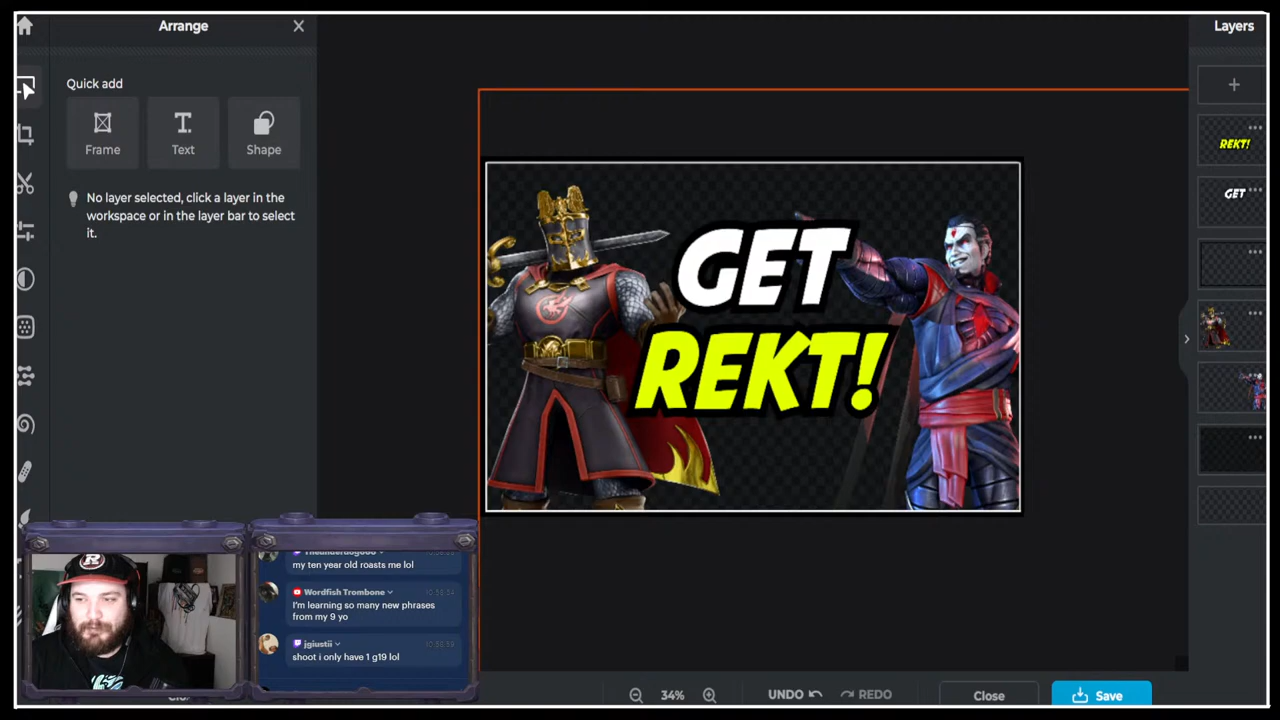 Arrange
Layers
Quick add
Frame
Text
Shape
No layer selected, click a layer in the
workspace or in the layer bar to select
it.
GET
REKT!
REKT!
GET
my ten year old roasts me lol
Wordfish Trombone
I'm learning so many new phrases
from my 9 yo
jgiustii
shoot i only have 1 g19 lol
34%
UNDO
REDO
Close
Save